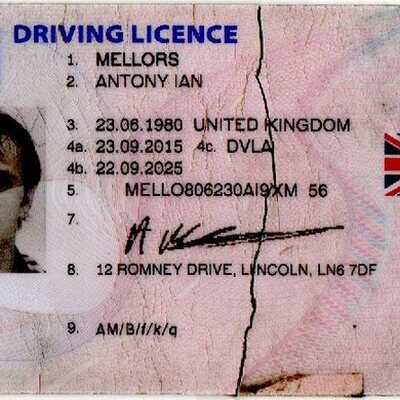 DRIVING LICENCE
1. MELLORS
2. ANTONY IAN
3. 23.06.1980 UNITED KINGDOM
4a. 23.09.2015 4c. DVLA
4b. 22.09.2025
5. MELLO806230AI9XM 56
7.
8. 12 ROMNEY DRIVE, LINCOLN, LN6 7DF
9. AM/B/f/k/q